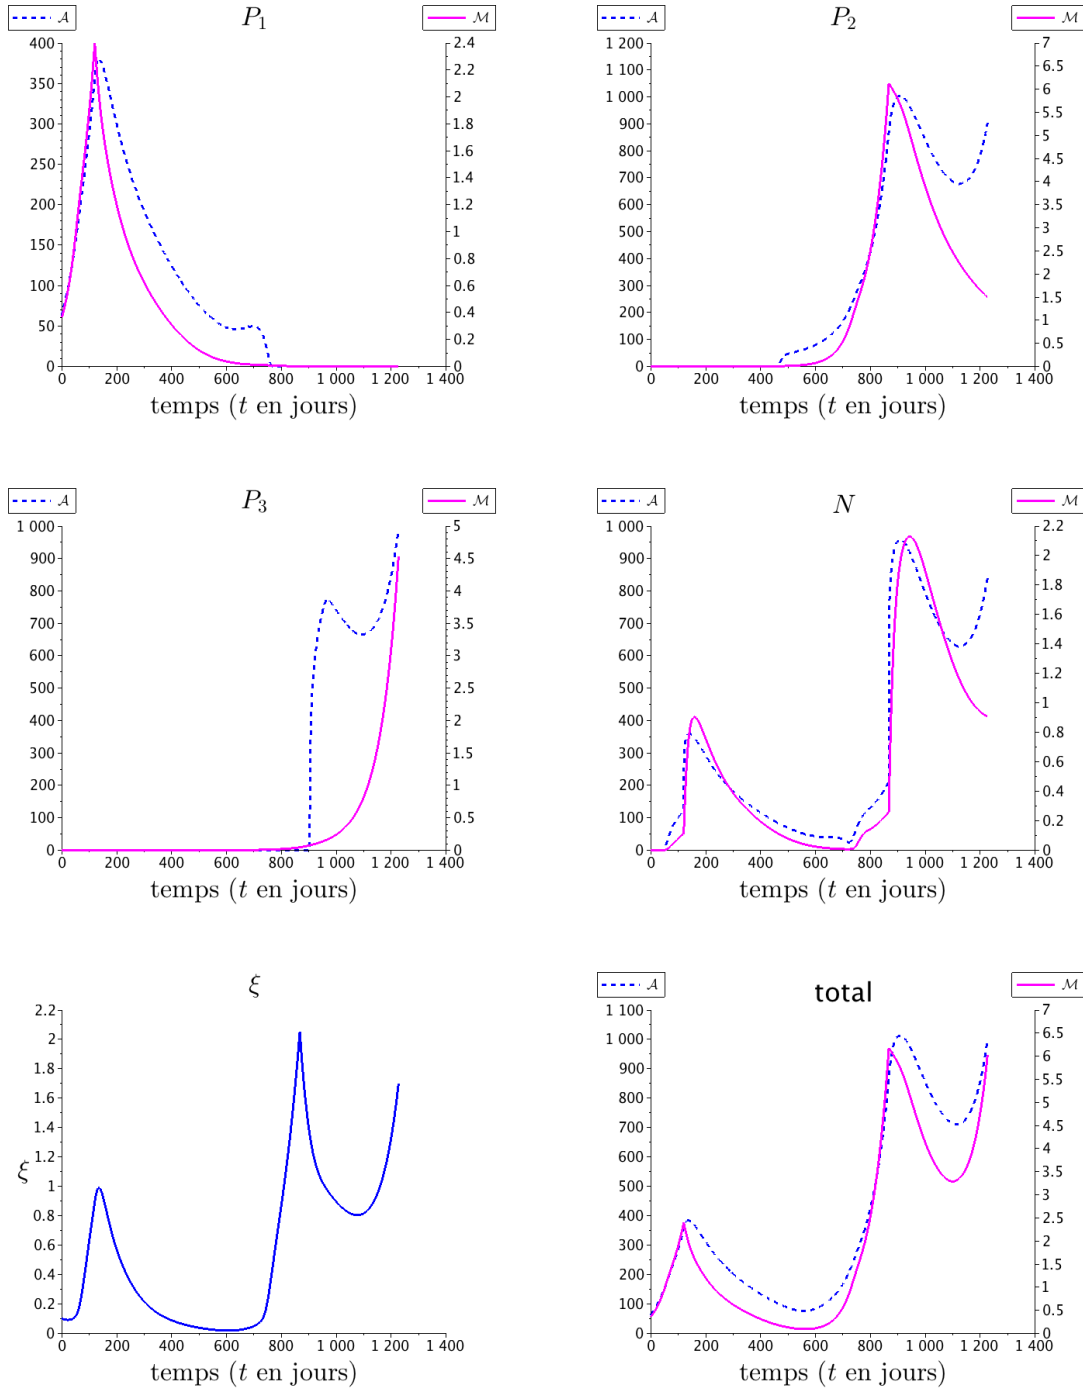 𝒜 P₁ ℳ
400 2.4
2.2
350 2
300 1.8
1.6
250 1.4
200 1.2
150 1
0.8
100 0.6
50 0.4
0.2
0 0
0 200 400 600 800 1 000 1 200 1 400
temps (t en jours)
𝒜 P₂ ℳ
1 200 7
1 100 6.5
1 000 6
900 5.5
800 5
700 4.5
4
600 3.5
500 3
400 2.5
300 2
200 1.5
1
100 0.5
0 0
0 200 400 600 800 1 000 1 200 1 400
temps (t en jours)
𝒜 P₃ ℳ
1 000 5
900 4.5
800 4
700 3.5
600 3
500 2.5
400 2
300 1.5
200 1
100 0.5
0 0
0 200 400 600 800 1 000 1 200 1 400
temps (t en jours)
𝒜 N ℳ
1 000 2.2
900 2
800 1.8
700 1.6
600 1.4
500 1.2
400 1
0.8
300 0.6
200 0.4
100 0.2
0 0
0 200 400 600 800 1 000 1 200 1 400
temps (t en jours)
ξ
2.2
2
1.8
1.6
1.4
1.2
ξ 1
0.8
0.6
0.4
0.2
0
0 200 400 600 800 1 000 1 200 1 400
temps (t en jours)
𝒜 total ℳ
1 100 7
1 000 6.5
900 6
5.5
800 5
700 4.5
600 4
500 3.5
3
400 2.5
300 2
200 1.5
100 1
0.5
0 0
0 200 400 600 800 1 000 1 200 1 400
temps (t en jours)